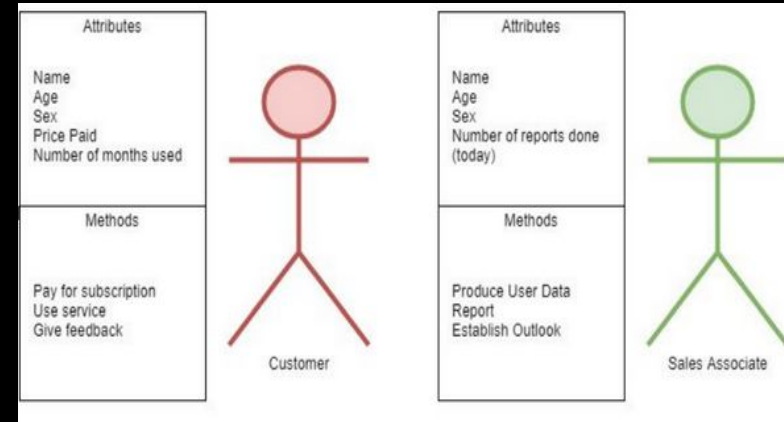 Attributes
Name
Age
Sex
Price Paid
Number of months used
Methods
Pay for subscription
Use service
Give feedback
Customer
Attributes
Name
Age
Sex
Number of reports done
(today)
Methods
Produce User Data
Report
Establish Outlook
Sales Associate